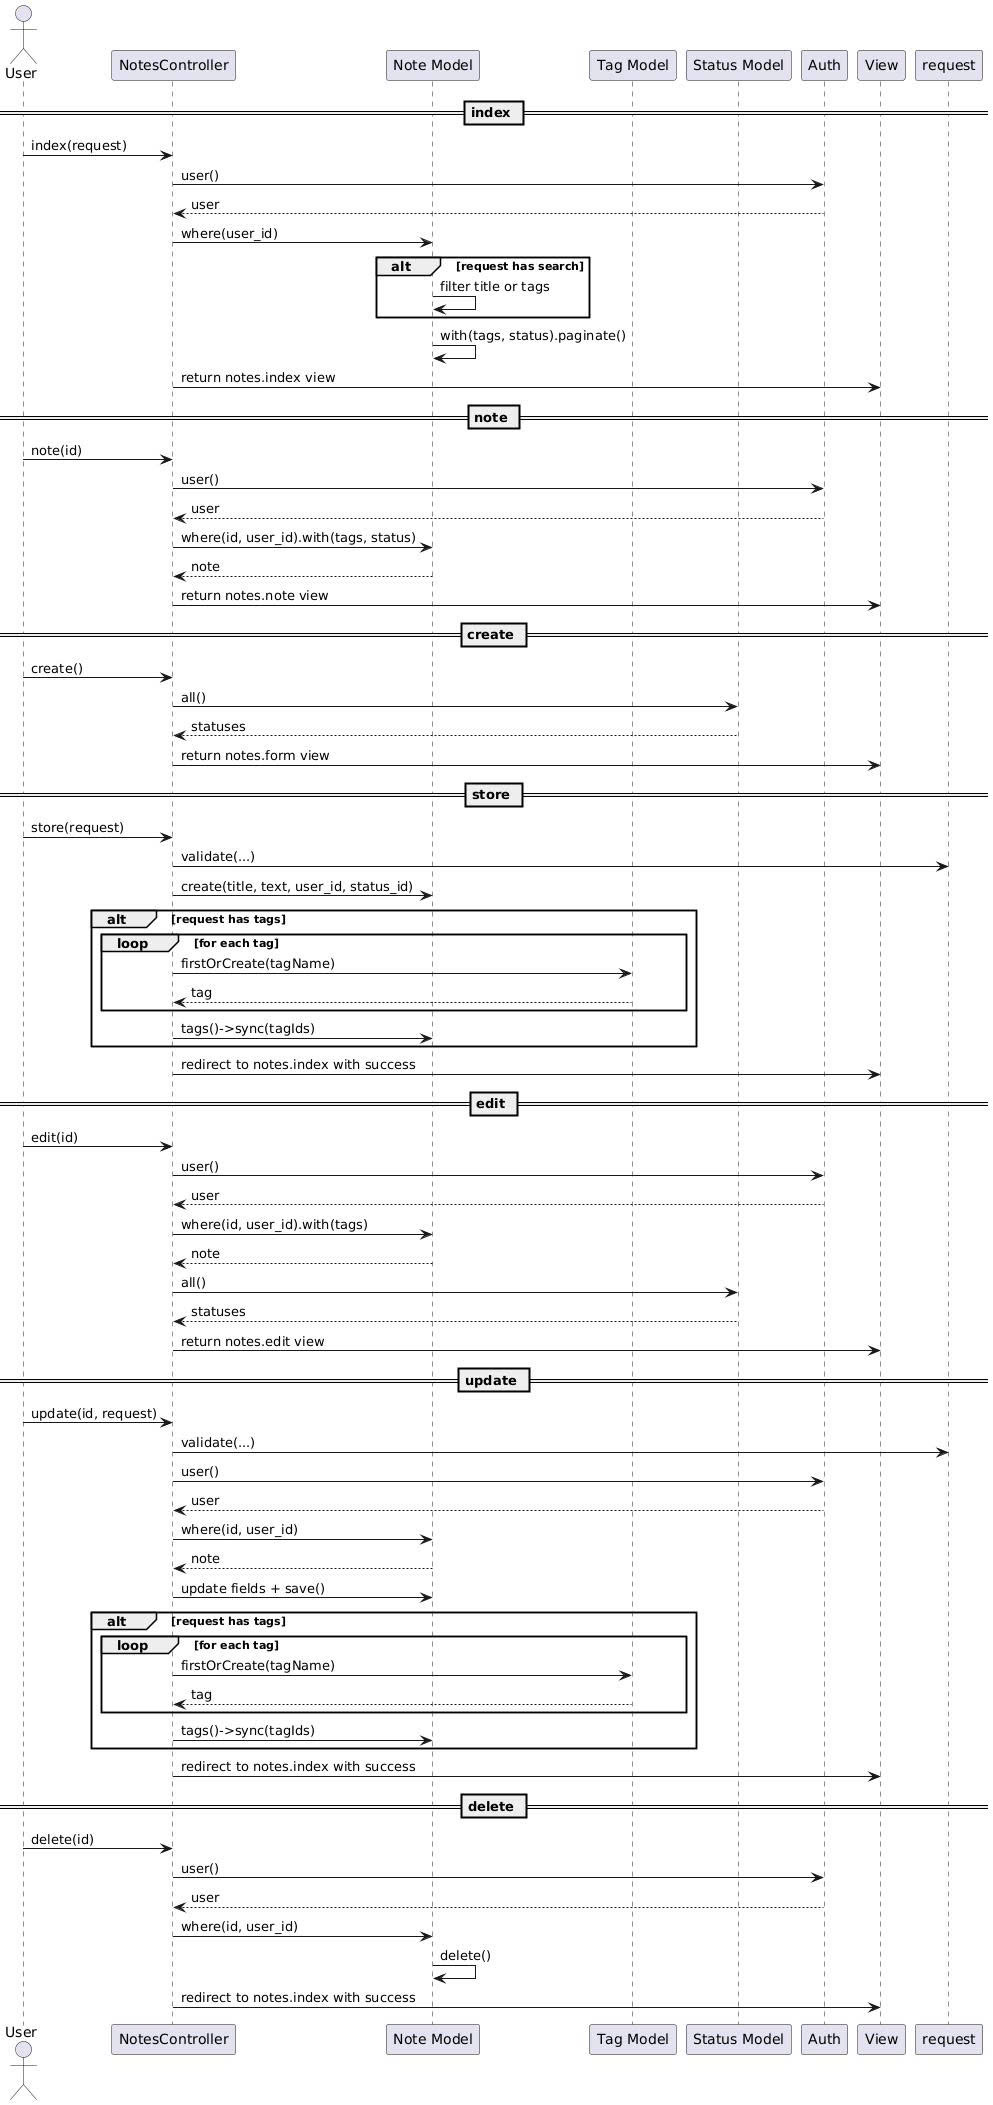 User
NotesController
Note Model
Tag Model
Status Model
Auth
View
request
index
index(request)
user()
user
where(user_id)
alt [request has search]
filter title or tags
with(tags, status).paginate()
return notes.index view
note
note(id)
user()
user
where(id, user_id).with(tags, status)
note
return notes.note view
create
create()
all()
statuses
return notes.form view
store
store(request)
validate(...)
create(title, text, user_id, status_id)
alt [request has tags]
loop [for each tag]
firstOrCreate(tagName)
tag
tags()->sync(tagIds)
redirect to notes.index with success
edit
edit(id)
user()
user
where(id, user_id).with(tags)
note
all()
statuses
return notes.edit view
update
update(id, request)
validate(...)
user()
user
where(id, user_id)
note
update fields + save()
alt [request has tags]
loop [for each tag]
firstOrCreate(tagName)
tag
tags()->sync(tagIds)
redirect to notes.index with success
delete
delete(id)
user()
user
where(id, user_id)
delete()
redirect to notes.index with success
User
NotesController
Note Model
Tag Model
Status Model
Auth
View
request